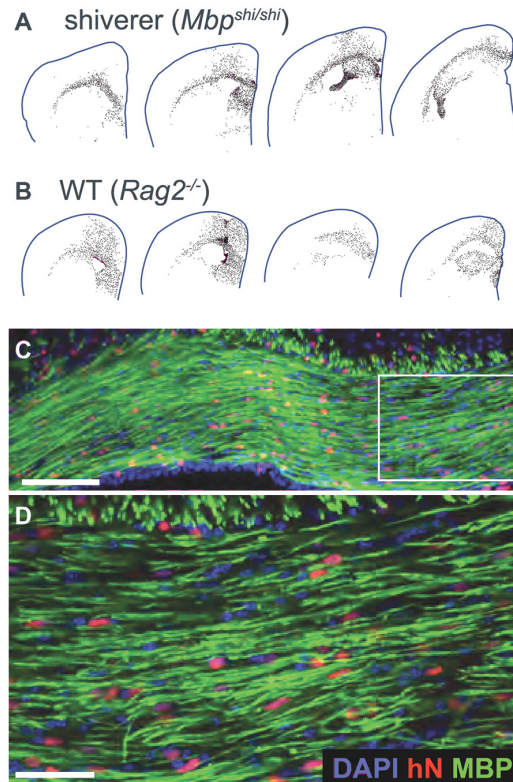 A shiverer (Mbpshi/shi)
B WT (Rag2-/-)
C
D
DAPI hN MBP